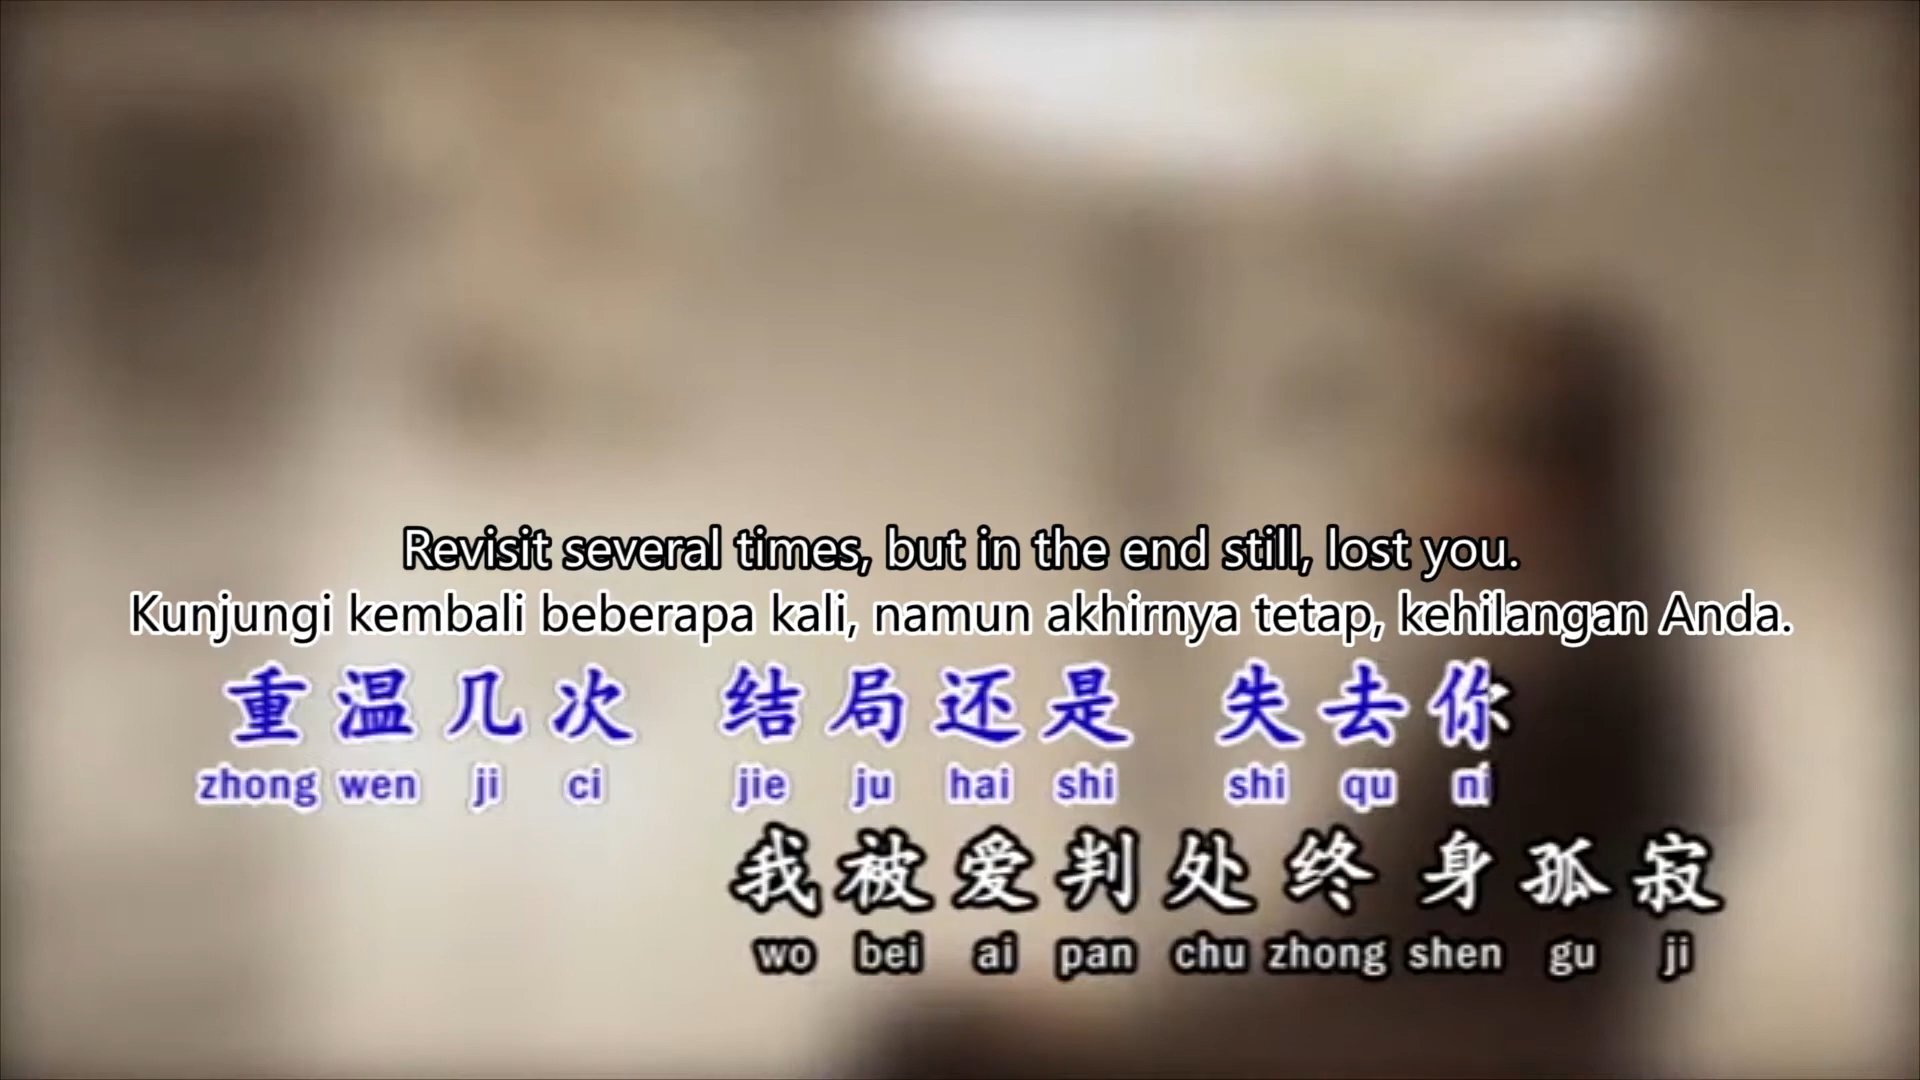 Revisit several times, but in the end still, lost you.
Kunjungi kembali beberapa kali, namun akhirnya tetap, kehilangan Anda.
重温几次 结局还是 失去你
zhong wen ji ci jie ju hai shi shi qu ni
我被爱判处终身孤寂
wo bei ai pan chu zhong shen gu ji